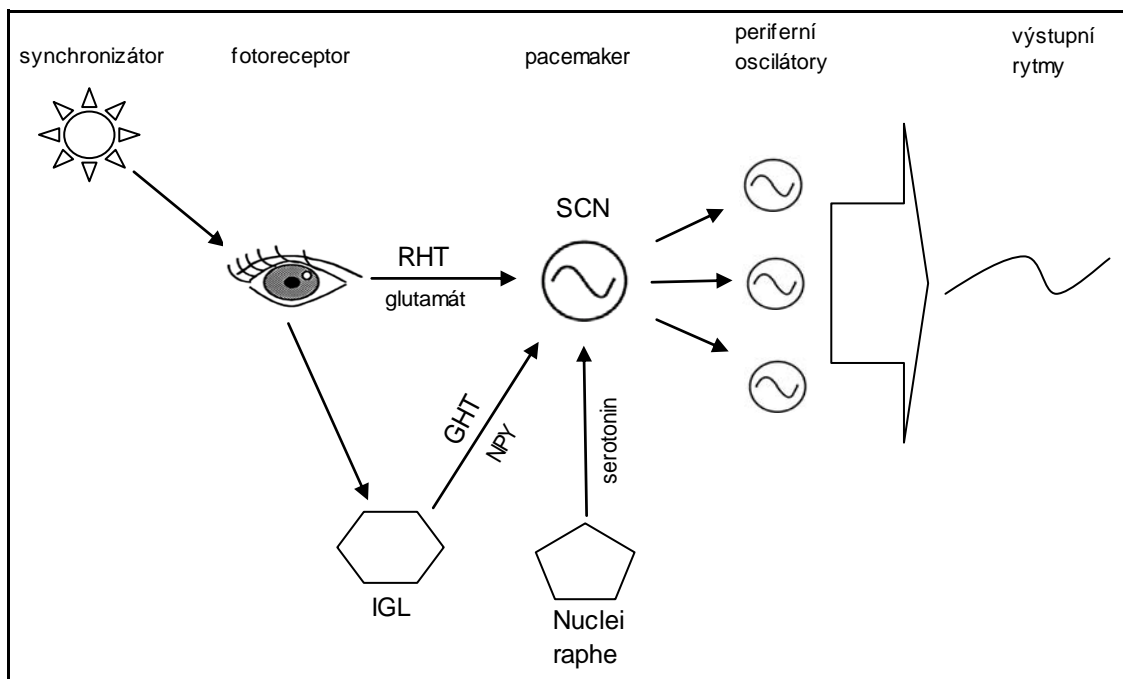 synchronizátor
fotoreceptor
pacemaker
periferní
oscilátory
výstupní
rytmy
SCN
RHT
glutamát
GHT
NPY
serotonin
IGL
Nuclei
raphe